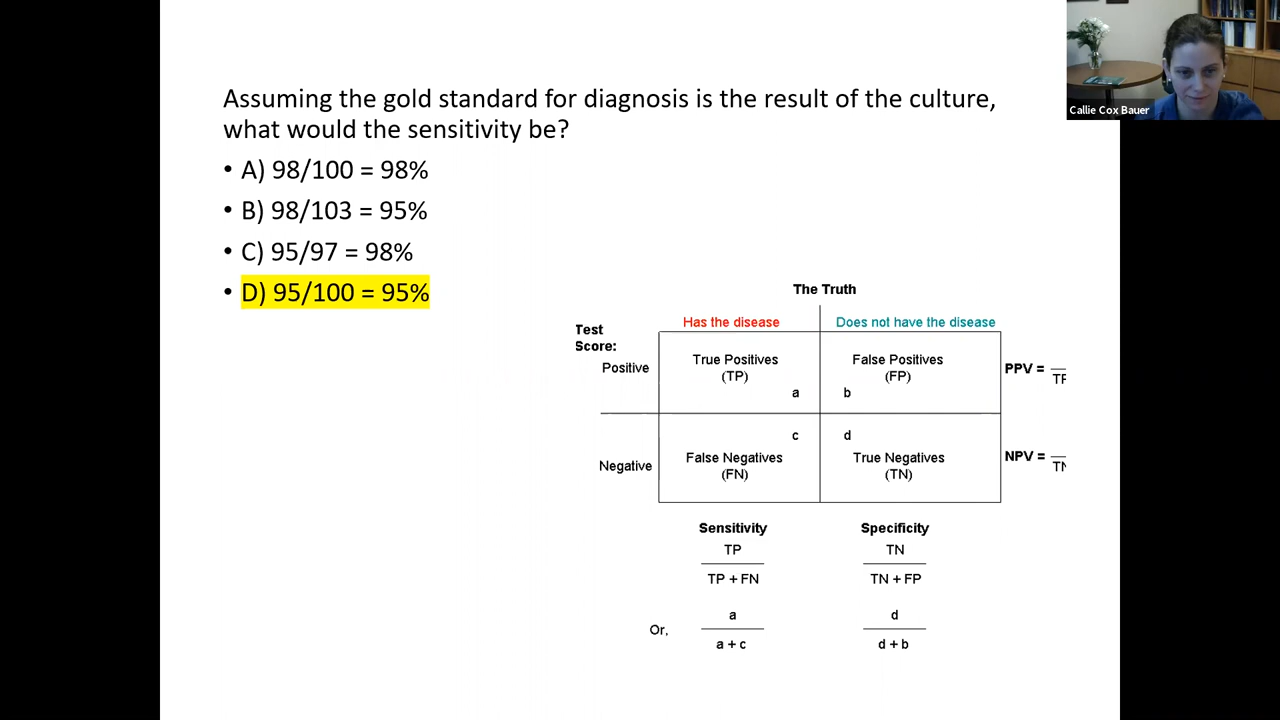 Callie Cox Bauer
Assuming the gold standard for diagnosis is the result of the culture,
what would the sensitivity be?
• A) 98/100 = 98%
• B) 98/103 = 95%
• C) 95/97 = 98%
• D) 95/100 = 95%
The Truth
Has the disease
Does not have the disease
Test
Score:
Positive
True Positives
(TP)
a
False Positives
(FP)
b
PPV =
TP
Negative
c
False Negatives
(FN)
d
True Negatives
(TN)
NPV =
TN
Sensitivity
TP
TP + FN
Specificity
TN
TN + FP
Or,
a
a + c
d
d + b